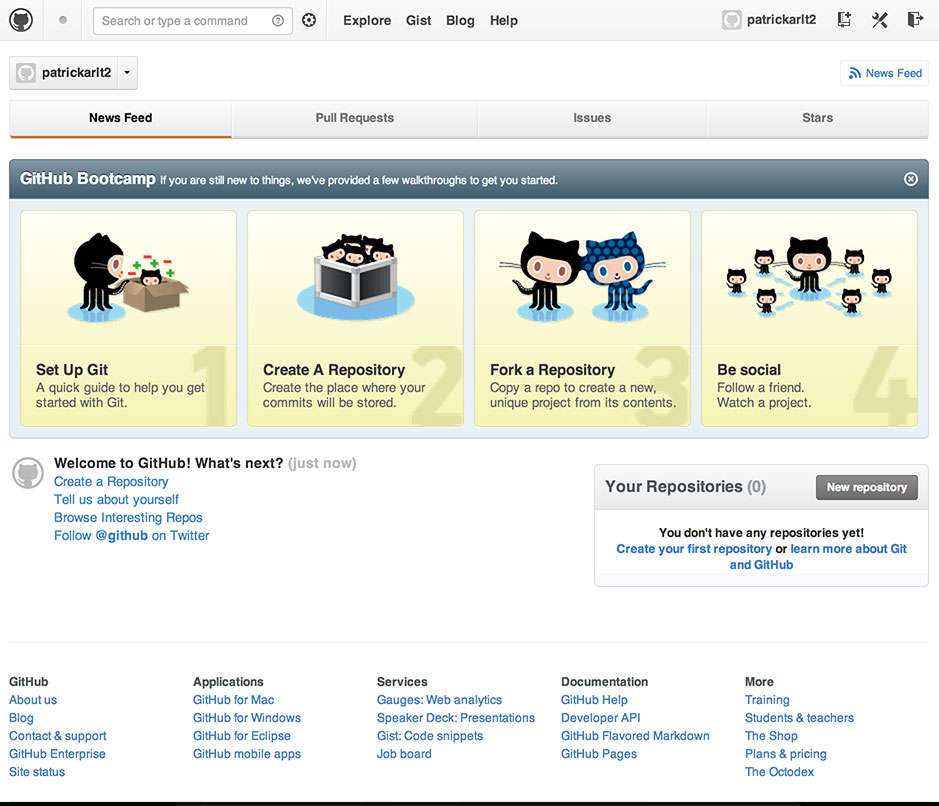 Search or type a command
Explore Gist Blog Help
patrickarlt2
patrickarlt2
News Feed
News Feed Pull Requests Issues Stars
GitHub Bootcamp If you are still new to things, we've provided a few walkthroughs to get you started.
Set Up Git
A quick guide to help you get
started with Git.
1
Create A Repository
Create the place where your
commits will be stored.
2
Fork a Repository
Copy a repo to create a new,
unique project from its contents.
3
Be social
Follow a friend.
Watch a project.
4
Welcome to GitHub! What's next? (just now)
Create a Repository
Tell us about yourself
Browse Interesting Repos
Follow @github on Twitter
Your Repositories (0)
New repository
You don't have any repositories yet!
Create your first repository or learn more about Git
and GitHub
GitHub
About us
Blog
Contact & support
GitHub Enterprise
Site status
Applications
GitHub for Mac
GitHub for Windows
GitHub for Eclipse
GitHub mobile apps
Services
Gauges: Web analytics
Speaker Deck: Presentations
Gist: Code snippets
Job board
Documentation
GitHub Help
Developer API
GitHub Flavored Markdown
GitHub Pages
More
Training
Students & teachers
The Shop
Plans & pricing
The Octodex